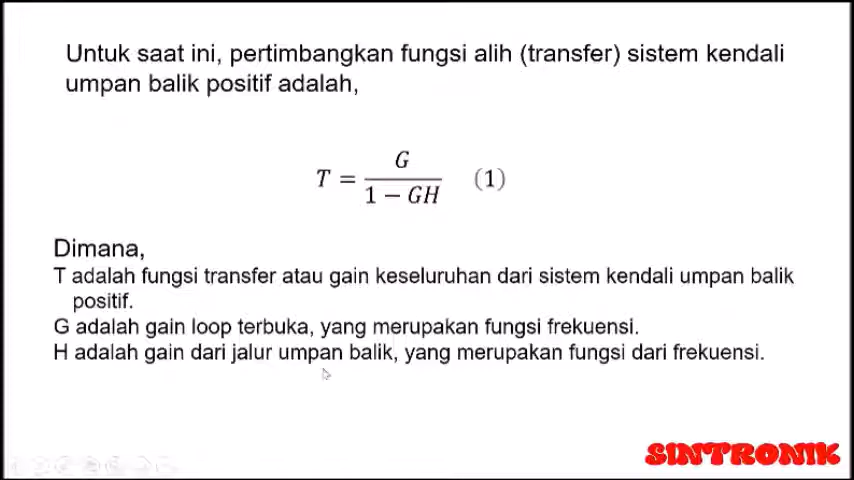 Untuk saat ini, pertimbangkan fungsi alih (transfer) sistem kendali
umpan balik positif adalah,
T = G / (1 − GH) (1)
Dimana,
T adalah fungsi transfer atau gain keseluruhan dari sistem kendali umpan balik
positif.
G adalah gain loop terbuka, yang merupakan fungsi frekuensi.
H adalah gain dari jalur umpan balik, yang merupakan fungsi dari frekuensi.
SINTRONIK